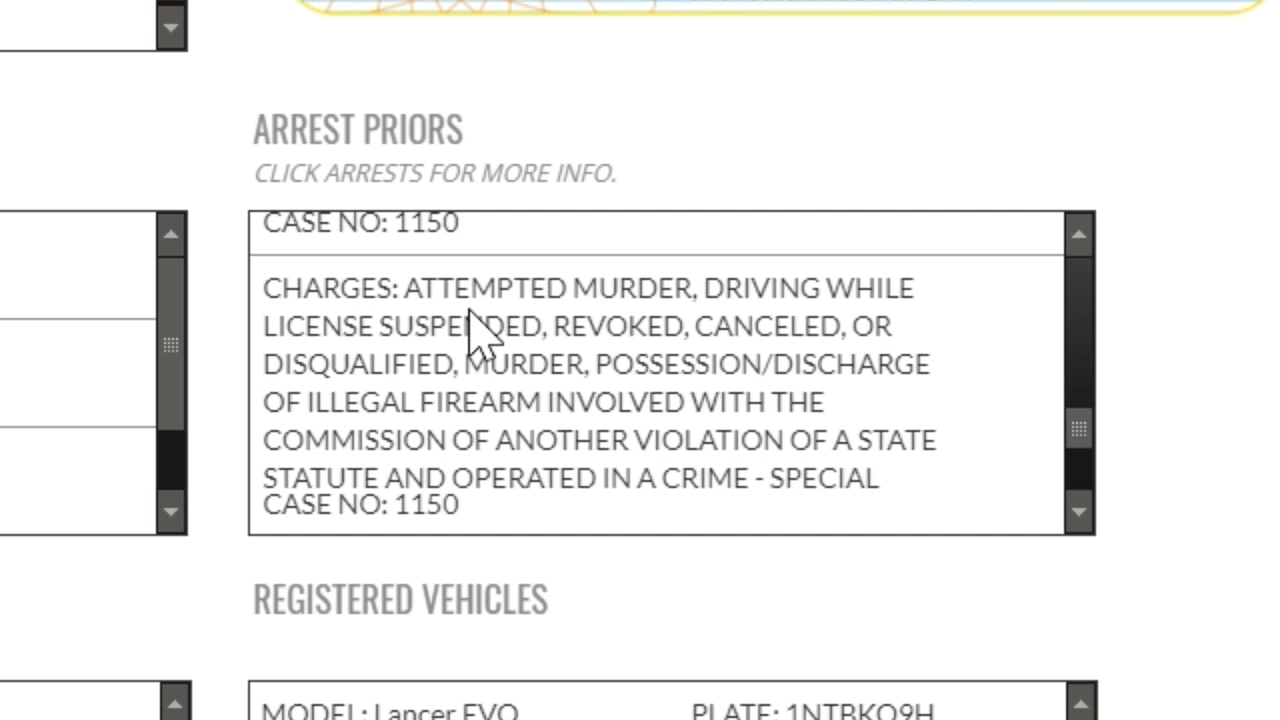 ARREST PRIORS
CLICK ARRESTS FOR MORE INFO.
CASE NO: 1150
CHARGES: ATTEMPTED MURDER, DRIVING WHILE
LICENSE SUSPENDED, REVOKED, CANCELED, OR
DISQUALIFIED, MURDER, POSSESSION/DISCHARGE
OF ILLEGAL FIREARM INVOLVED WITH THE
COMMISSION OF ANOTHER VIOLATION OF A STATE
STATUTE AND OPERATED IN A CRIME - SPECIAL
CASE NO: 1150
REGISTERED VEHICLES
MODEL: Lancer EVO PLATE: 1NTBKO9H